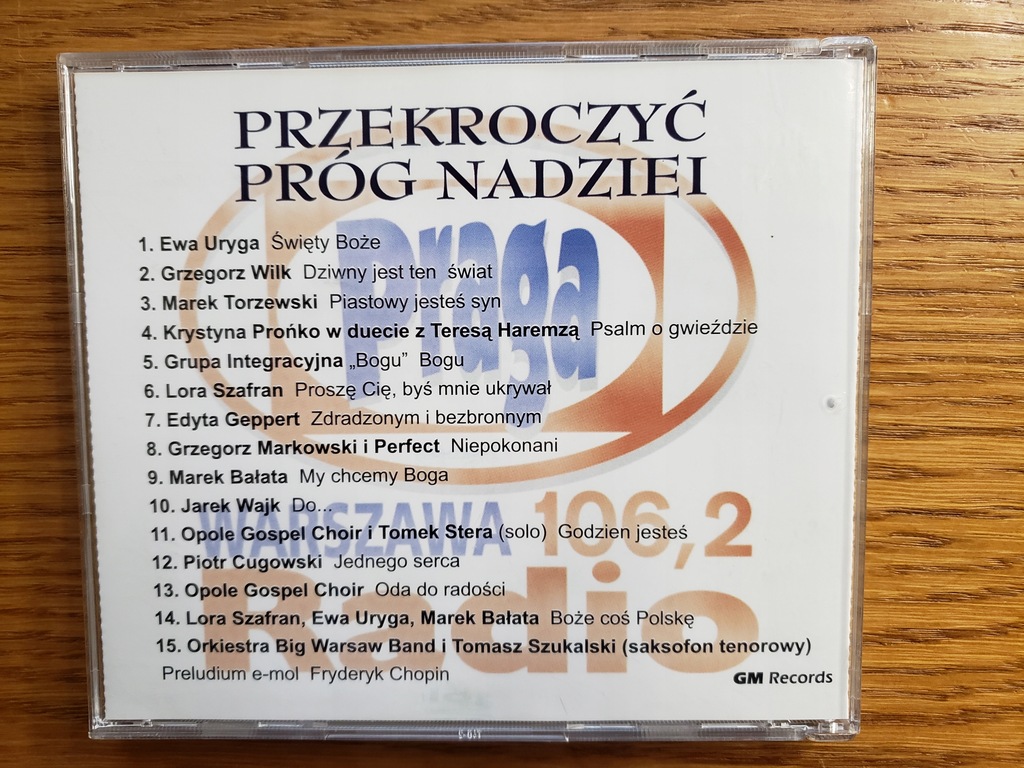 PRZEKROCZYĆ
PRÓG NADZIEI
Praga
1. Ewa Uryga Święty Boże
2. Grzegorz Wilk Dziwny jest ten świat
3. Marek Torzewski Piastowy jesteś syn
4. Krystyna Prońko w duecie z Teresą Haremzą Psalm o gwieździe
5. Grupa Integracyjna „Bogu” Bogu
6. Lora Szafran Proszę Cię, byś mnie ukrywał
7. Edyta Geppert Zdradzonym i bezbronnym
8. Grzegorz Markowski i Perfect Niepokonani
9. Marek Bałata My chcemy Boga
10. Jarek Wajk Do...
WARSZAWA 106,2
11. Opole Gospel Choir i Tomek Stera (solo) Godzien jesteś
12. Piotr Cugowski Jednego serca
13. Opole Gospel Choir Oda do radości
Radio
14. Lora Szafran, Ewa Uryga, Marek Bałata Boże coś Polskę
15. Orkiestra Big Warsaw Band i Tomasz Szukalski (saksofon tenorowy)
Preludium e-mol Fryderyk Chopin
GM Records